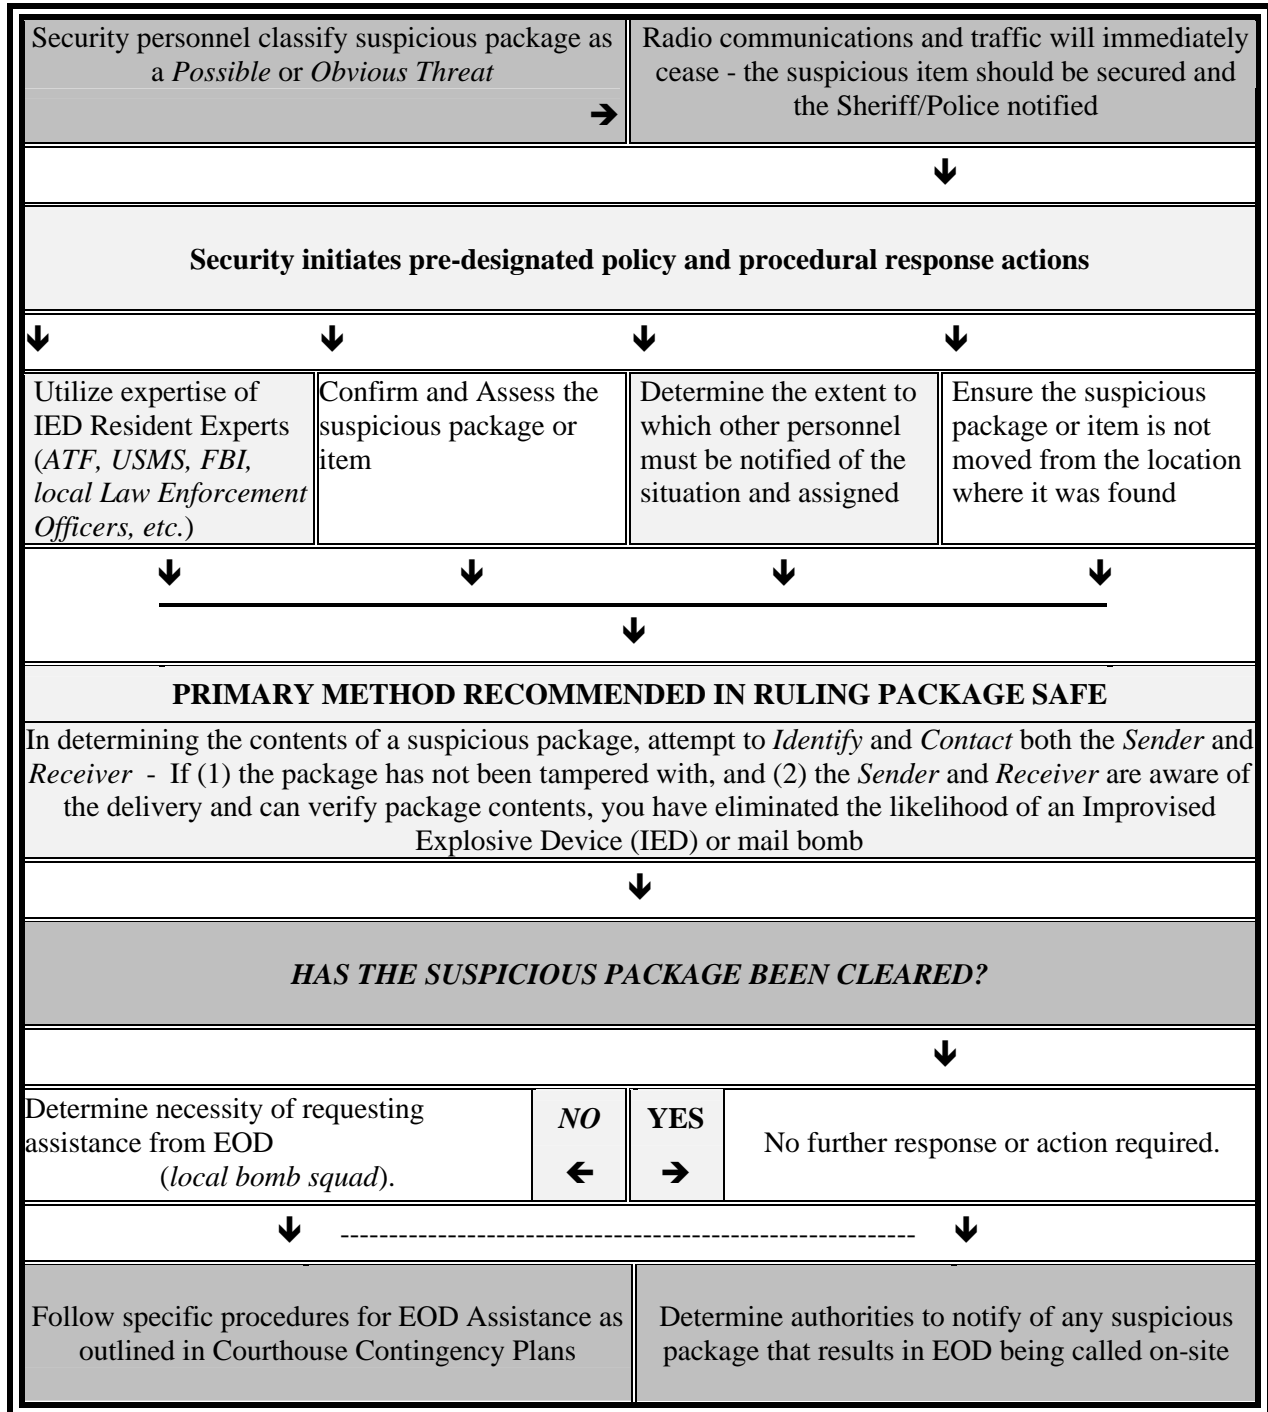 Security personnel classify suspicious package as
a Possible or Obvious Threat
➔
Radio communications and traffic will immediately
cease - the suspicious item should be secured and
the Sheriff/Police notified
🡻
Security initiates pre-designated policy and procedural response actions
🡻 🡻 🡻 🡻
Utilize expertise of
IED Resident Experts
(ATF, USMS, FBI,
local Law Enforcement
Officers, etc.)
Confirm and Assess the
suspicious package or
item
Determine the extent to
which other personnel
must be notified of the
situation and assigned
Ensure the suspicious
package or item is not
moved from the location
where it was found
🡻 🡻 🡻 🡻
🡻
PRIMARY METHOD RECOMMENDED IN RULING PACKAGE SAFE
In determining the contents of a suspicious package, attempt to Identify and Contact both the Sender and
Receiver - If (1) the package has not been tampered with, and (2) the Sender and Receiver are aware of
the delivery and can verify package contents, you have eliminated the likelihood of an Improvised
Explosive Device (IED) or mail bomb
🡻
HAS THE SUSPICIOUS PACKAGE BEEN CLEARED?
🡻
Determine necessity of requesting
assistance from EOD
(local bomb squad).
NO
🡸
YES
➔
No further response or action required.
🡻 ----------------------------------------------------------- 🡻
Follow specific procedures for EOD Assistance as
outlined in Courthouse Contingency Plans
Determine authorities to notify of any suspicious
package that results in EOD being called on-site